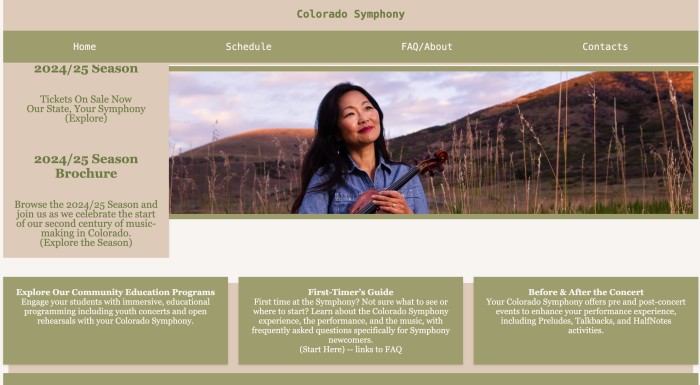 Colorado Symphony
Home Schedule FAQ/About Contacts
2024/25 Season
Tickets On Sale Now
Our State, Your Symphony
(Explore)
2024/25 Season
Brochure
Browse the 2024/25 Season and
join us as we celebrate the start
of our second century of music-
making in Colorado.
(Explore the Season)
Explore Our Community Education Programs
Engage your students with immersive, educational
programming including youth concerts and open
rehearsals with your Colorado Symphony.
First-Timer's Guide
First time at the Symphony? Not sure what to see or
where to start? Learn about the Colorado Symphony
experience, the performance, and the music, with
frequently asked questions specifically for Symphony
newcomers.
(Start Here) -- links to FAQ
Before & After the Concert
Your Colorado Symphony offers pre and post-concert
events to enhance your performance experience,
including Preludes, Talkbacks, and HalfNotes
activities.